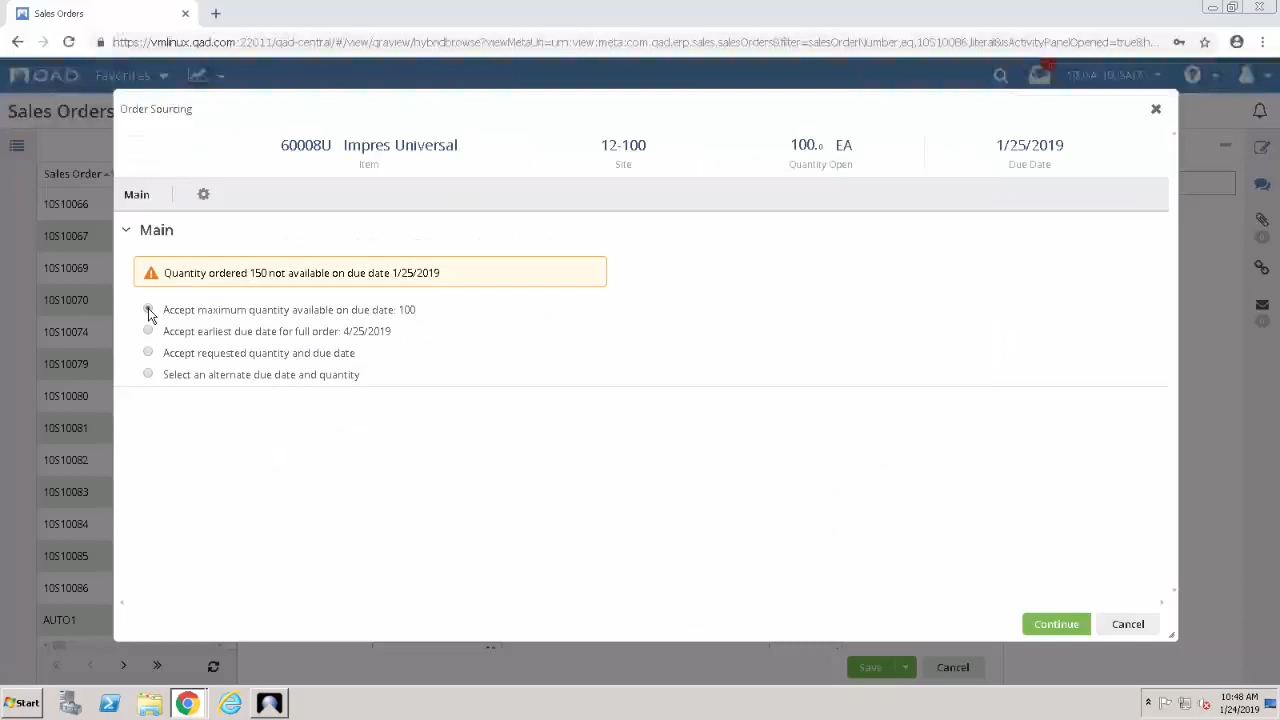 Sales Orders
https://vmlinux.qad.com:22011/qad-central/#/view/qraview/hybridbrowse?viewMetaUri=urn:view:meta:com.qad.erp.sales.salesOrders&filter=salesOrderNumber,eq,10S10086,literal&isActivityPanelOpened=true&h...
QAD Favorites
Sales Orders
Order Sourcing
60008U Impres Universal 12-100 100.0 EA 1/25/2019
Item Site Quantity Open Due Date
Sales Order
Main
10S10066
Main
10S10067
10S10069
Quantity ordered 150 not available on due date 1/25/2019
10S10070
Accept maximum quantity available on due date: 100
10S10074
Accept earliest due date for full order: 4/25/2019
Accept requested quantity and due date
10S10079
Select an alternate due date and quantity
10S10080
10S10081
10S10082
10S10083
10S10084
10S10085
10S10086
AUTO1
Continue Cancel
Save Cancel
Start
10:48 AM
1/24/2019